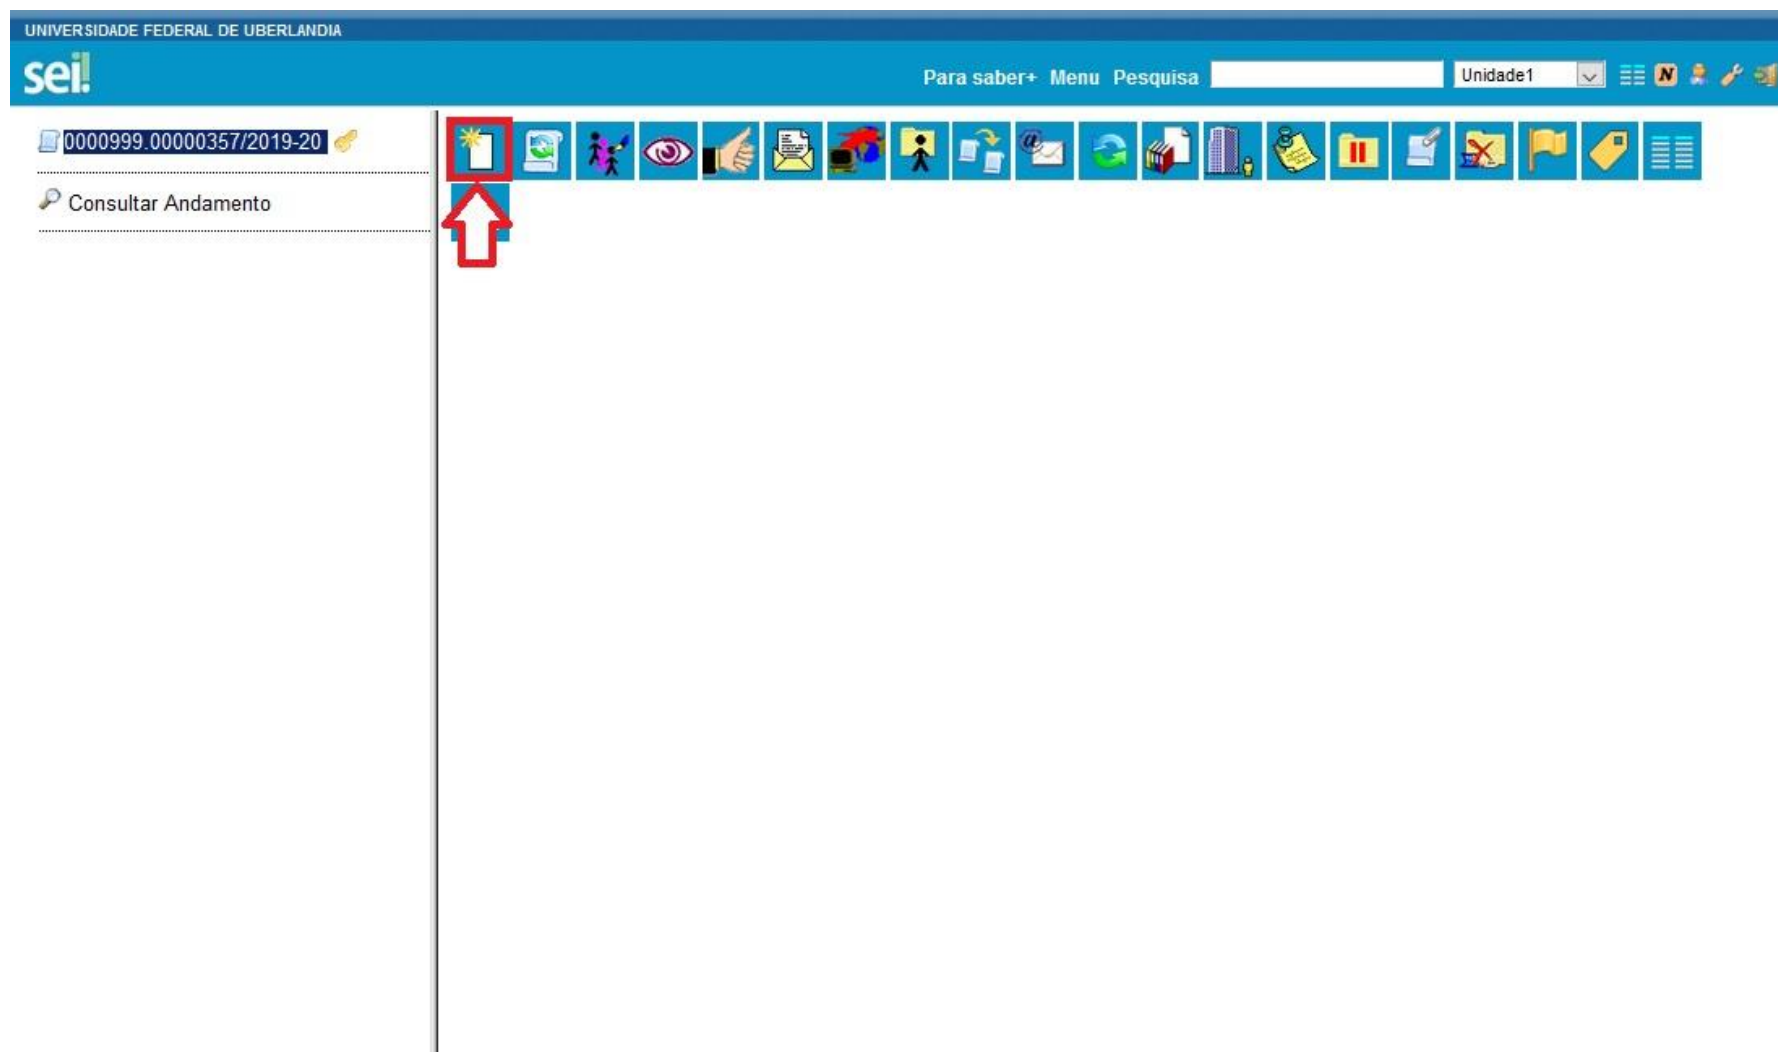 UNIVERSIDADE FEDERAL DE UBERLANDIA
sei!
Para saber+ Menu Pesquisa
Unidade1
N
0000999.00000357/2019-20
Consultar Andamento
@